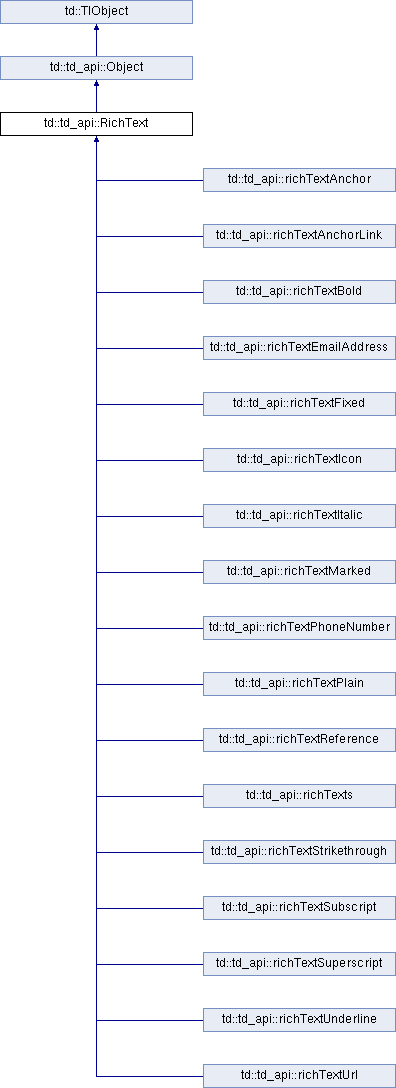 td::TlObject
td::td_api::Object
td::td_api::RichText
td::td_api::richTextAnchor
td::td_api::richTextAnchorLink
td::td_api::richTextBold
td::td_api::richTextEmailAddress
td::td_api::richTextFixed
td::td_api::richTextIcon
td::td_api::richTextItalic
td::td_api::richTextMarked
td::td_api::richTextPhoneNumber
td::td_api::richTextPlain
td::td_api::richTextReference
td::td_api::richTexts
td::td_api::richTextStrikethrough
td::td_api::richTextSubscript
td::td_api::richTextSuperscript
td::td_api::richTextUnderline
td::td_api::richTextUrl